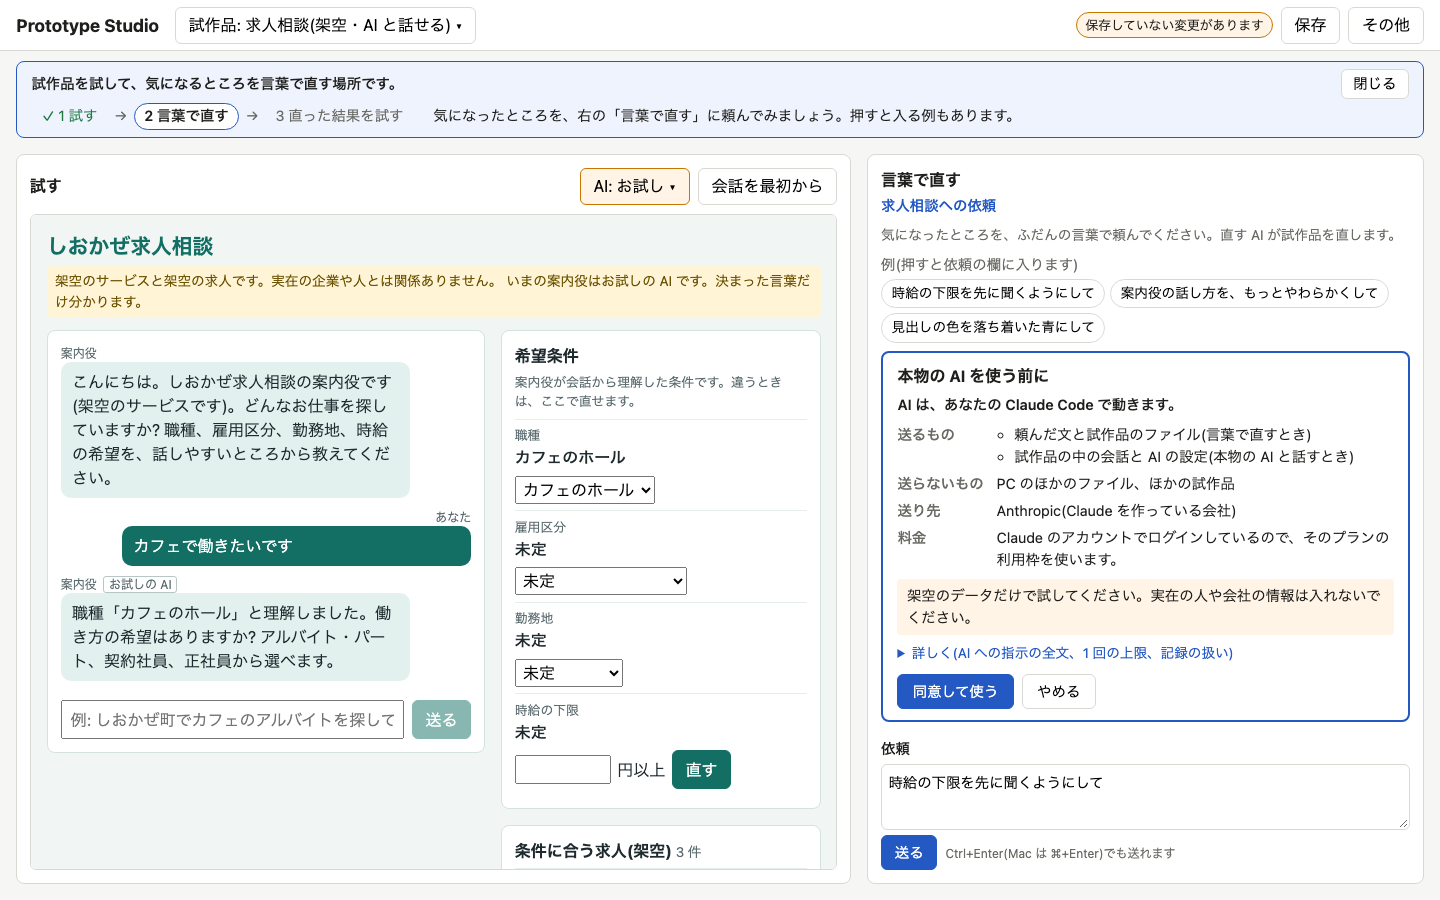 Prototype Studio
試作品: 求人相談(架空・AI と話せる) ▾
保存していない変更があります
保存
その他
試作品を試して、気になるところを言葉で直す場所です。
閉じる
✓ 1 試す
→
2 言葉で直す
→
3 直った結果を試す
気になったところを、右の「言葉で直す」に頼んでみましょう。押すと入る例もあります。
試す
AI: お試し ▾
会話を最初から
しおかぜ求人相談
架空のサービスと架空の求人です。実在の企業や人とは関係ありません。 いまの案内役はお試しの AI です。決まった言葉だ
け分かります。
案内役
こんにちは。しおかぜ求人相談の案内役です
(架空のサービスです)。どんなお仕事を探し
ていますか? 職種、雇用区分、勤務地、時給
の希望を、話しやすいところから教えてくだ
さい。
あなた
カフェで働きたいです
案内役
お試しの AI
職種「カフェのホール」と理解しました。働
き方の希望はありますか? アルバイト・パー
ト、契約社員、正社員から選べます。
例: しおかぜ町でカフェのアルバイトを探して
送る
希望条件
案内役が会話から理解した条件です。違うとき
は、ここで直せます。
職種
カフェのホール
カフェのホール
雇用区分
未定
未定
勤務地
未定
未定
時給の下限
未定
円以上
直す
条件に合う求人(架空) 3 件
言葉で直す
求人相談への依頼
気になったところを、ふだんの言葉で頼んでください。直す AI が試作品を直します。
例(押すと依頼の欄に入ります)
時給の下限を先に聞くようにして
案内役の話し方を、もっとやわらかくして
見出しの色を落ち着いた青にして
本物の AI を使う前に
AI は、あなたの Claude Code で動きます。
送るもの
頼んだ文と試作品のファイル(言葉で直すとき)
試作品の中の会話と AI の設定(本物の AI と話すとき)
送らないもの
PC のほかのファイル、ほかの試作品
送り先
Anthropic(Claude を作っている会社)
料金
Claude のアカウントでログインしているので、そのプランの
利用枠を使います。
架空のデータだけで試してください。実在の人や会社の情報は入れないで
ください。
▶ 詳しく(AI への指示の全文、1 回の上限、記録の扱い)
同意して使う
やめる
依頼
時給の下限を先に聞くようにして
送る
Ctrl+Enter(Mac は ⌘+Enter)でも送れます